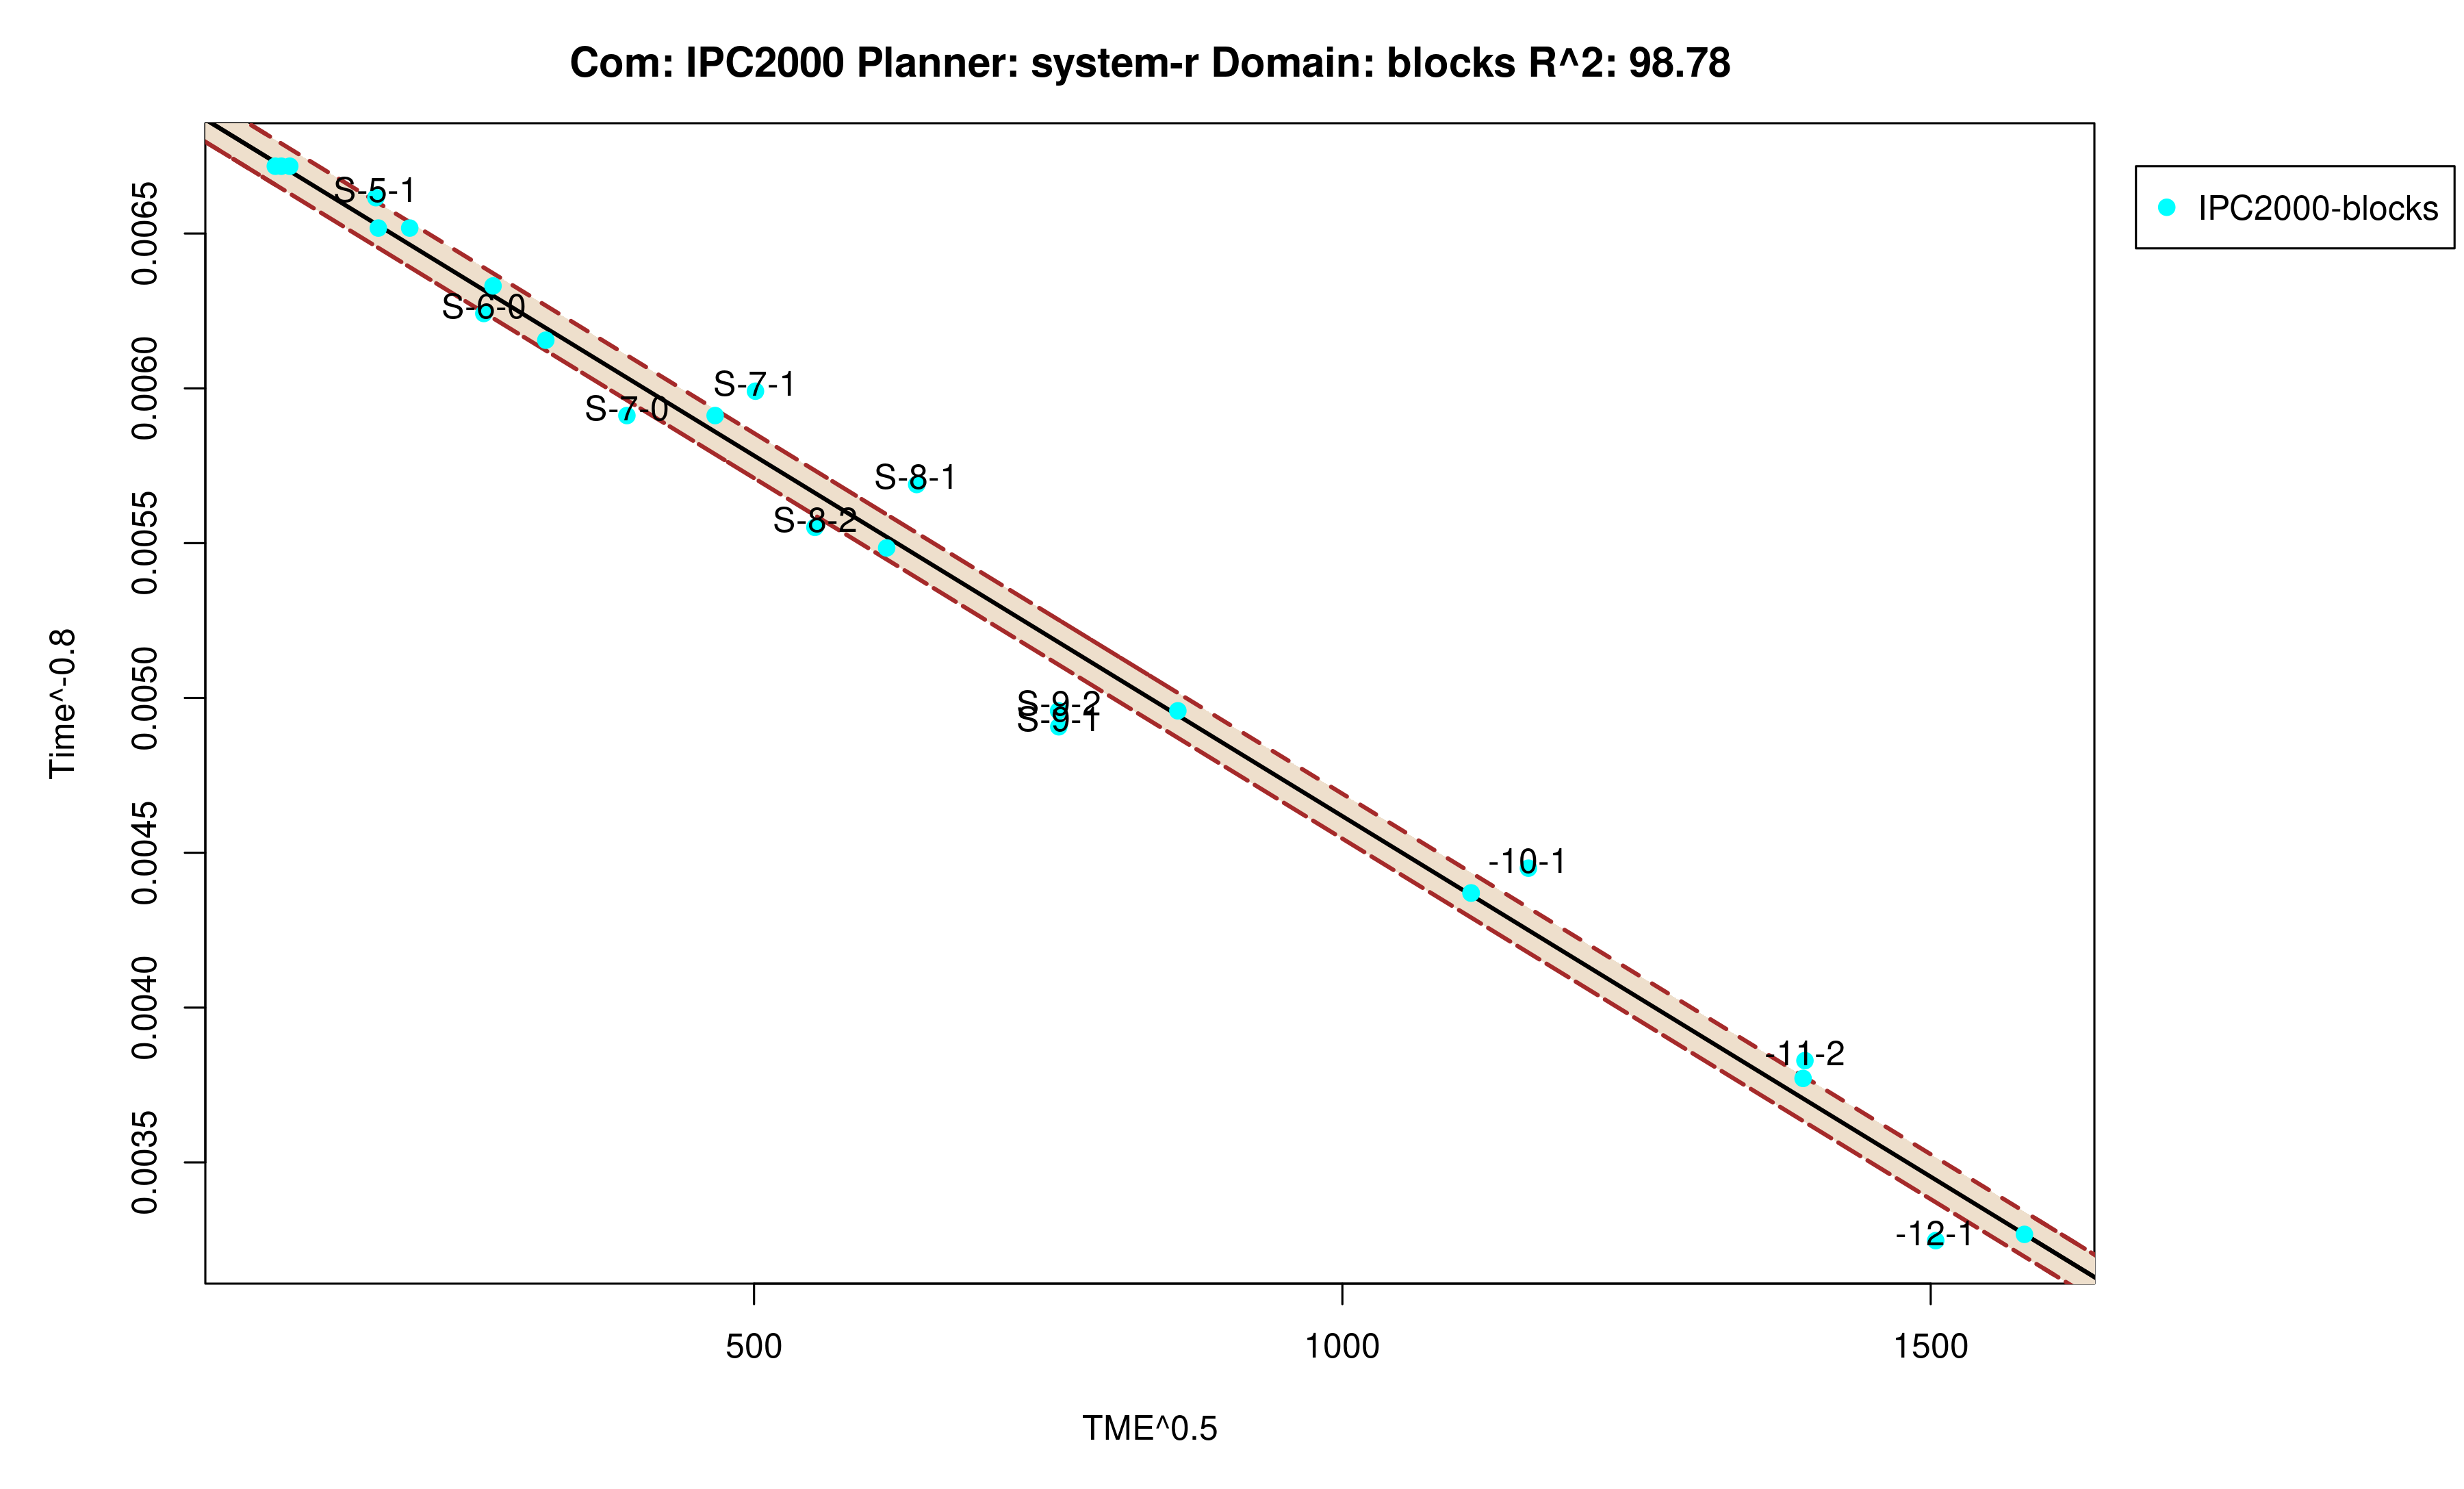 Com: IPC2000 Planner: system-r Domain: blocks R^2: 98.78
IPC2000-blocks
Time^-0.8
0.0065
0.0060
0.0055
0.0050
0.0045
0.0040
0.0035
S-5-1
S-6-0
S-7-1
S-7-0
S-8-1
S-8-2
S-9-2
S-9-1
-10-1
-11-2
-12-1
500 1000 1500
TME^0.5